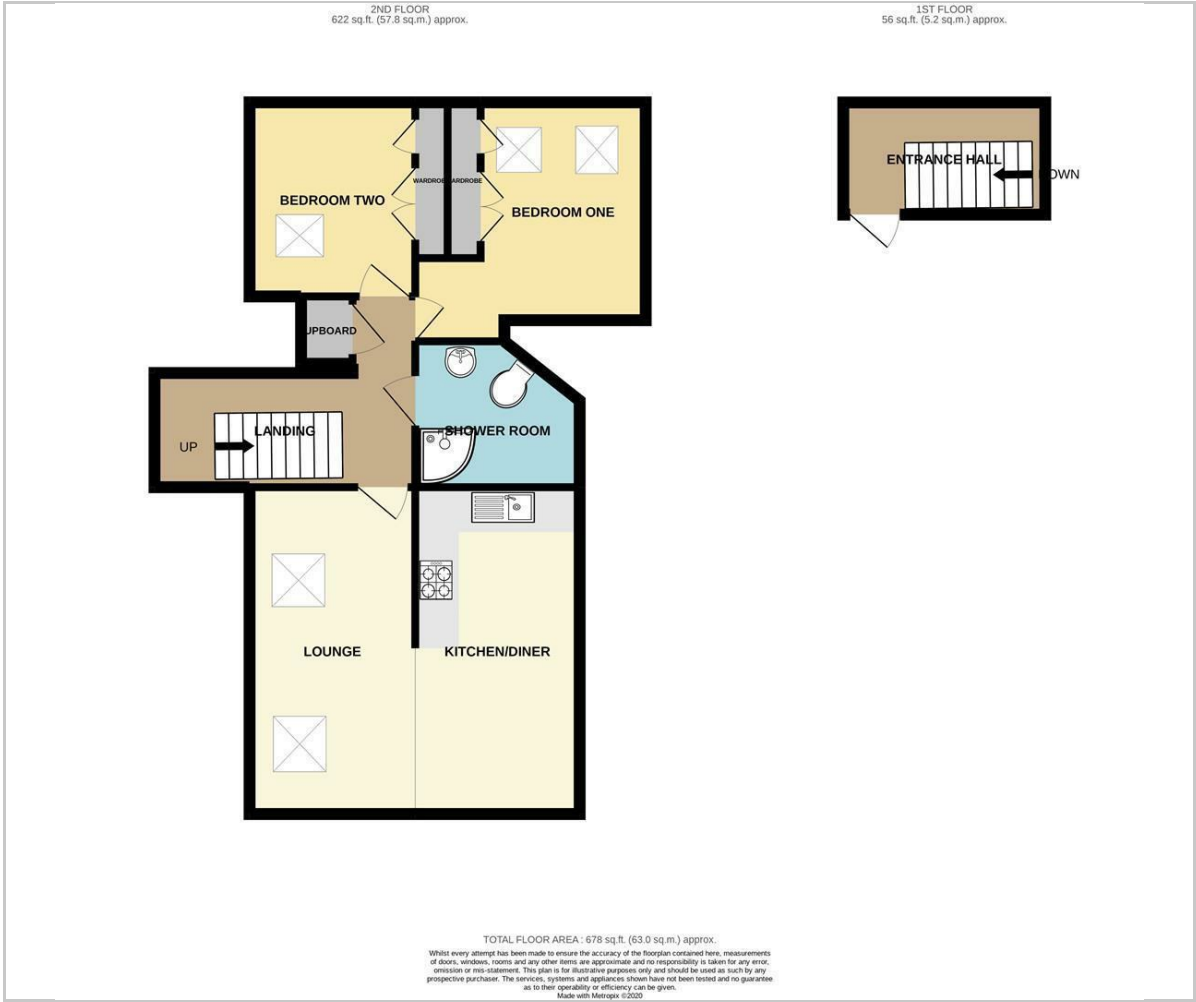 2ND FLOOR
622 sq.ft. (57.8 sq.m.) approx.
1ST FLOOR
56 sq.ft. (5.2 sq.m.) approx.
ENTRANCE HALL
OWN
WARDROBE
ARDROBE
BEDROOM TWO
BEDROOM ONE
UPBOARD
LANDING
UP
SHOWER ROOM
LOUNGE
KITCHEN/DINER
TOTAL FLOOR AREA : 678 sq.ft. (63.0 sq.m.) approx.
Whilst every attempt has been made to ensure the accuracy of the floorplan contained here, measurements
of doors, windows, rooms and any other items are approximate and no responsibility is taken for any error,
omission or mis-statement. This plan is for illustrative purposes only and should be used as such by any
prospective purchaser. The services, systems and appliances shown have not been tested and no guarantee
as to their operability or efficiency can be given.
Made with Metropix ©2020